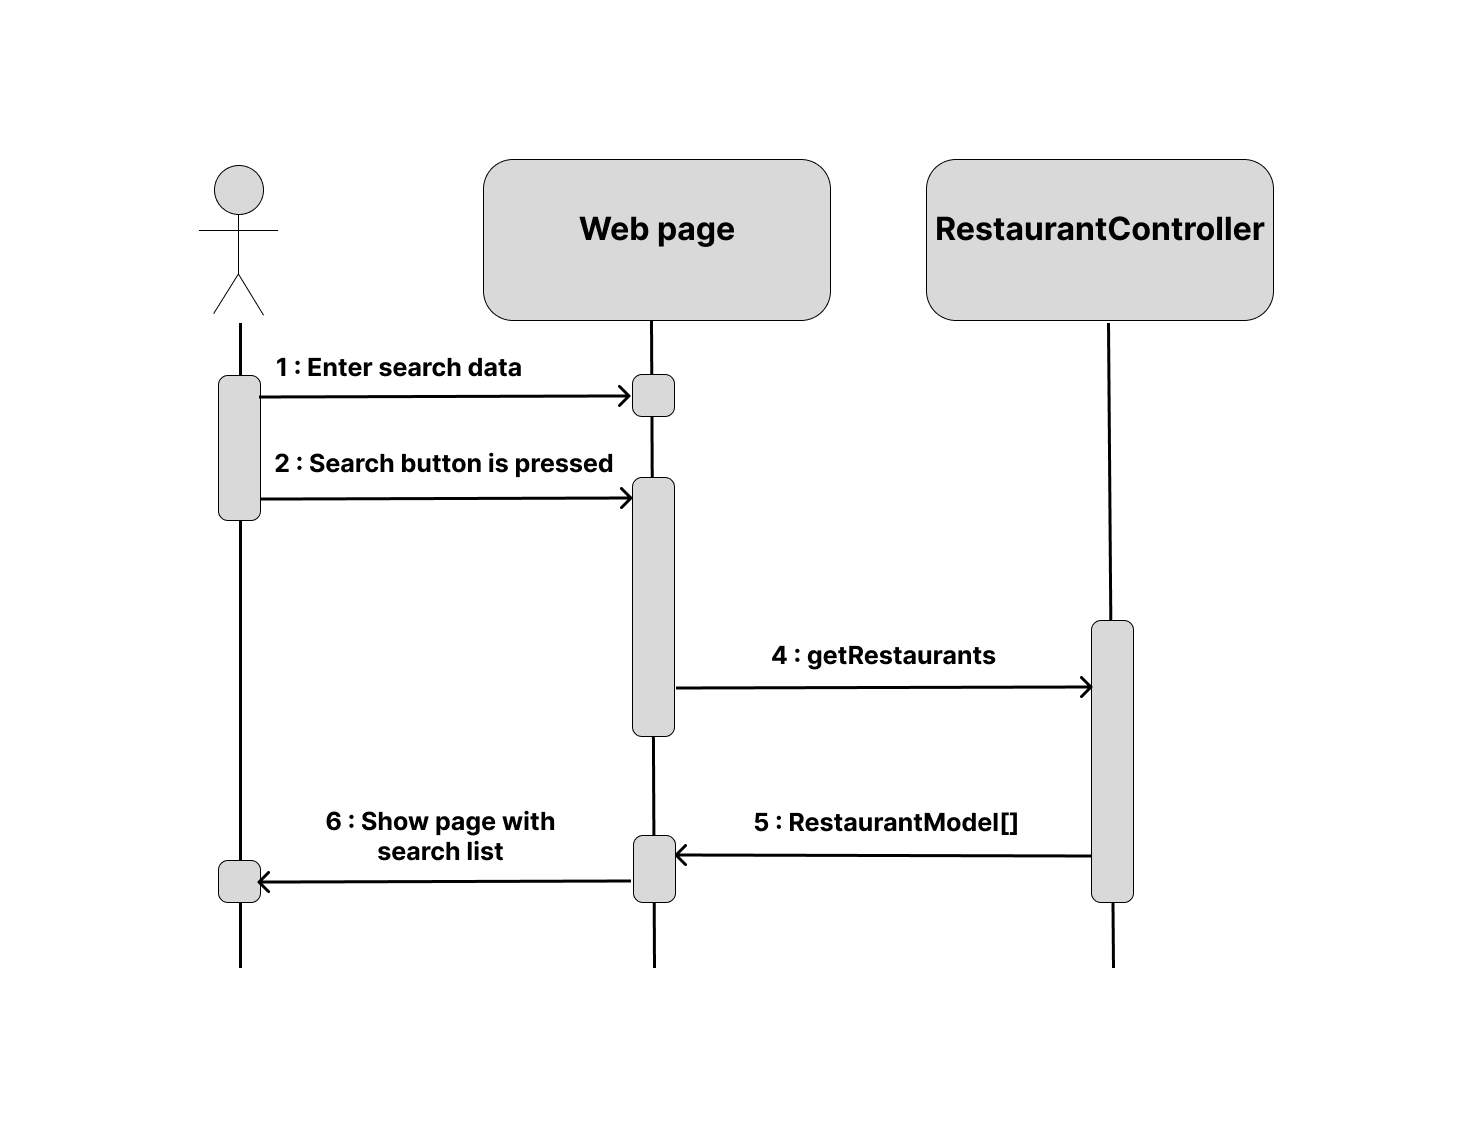 Web page
RestaurantController
1 : Enter search data
2 : Search button is pressed
4 : getRestaurants
6 : Show page with
search list
5 : RestaurantModel[]